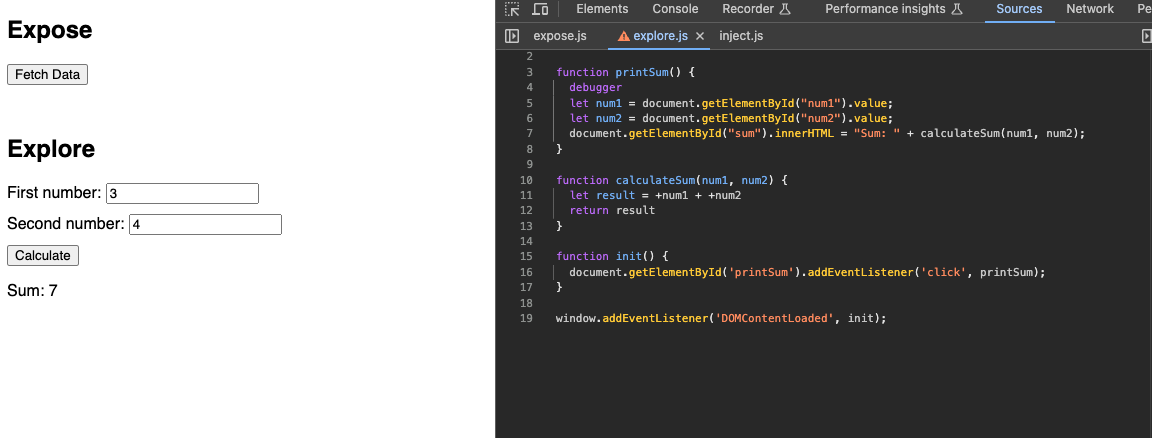 Expose
Fetch Data
Explore
First number: 3
Second number: 4
Calculate
Sum: 7
Elements Console Recorder Performance insights Sources Network Pe
expose.js explore.js × inject.js
2
3 function printSum() {
4 debugger
5 let num1 = document.getElementById("num1").value;
6 let num2 = document.getElementById("num2").value;
7 document.getElementById("sum").innerHTML = "Sum: " + calculateSum(num1, num2);
8 }
9
10 function calculateSum(num1, num2) {
11 let result = +num1 + +num2
12 return result
13 }
14
15 function init() {
16 document.getElementById('printSum').addEventListener('click', printSum);
17 }
18
19 window.addEventListener('DOMContentLoaded', init);